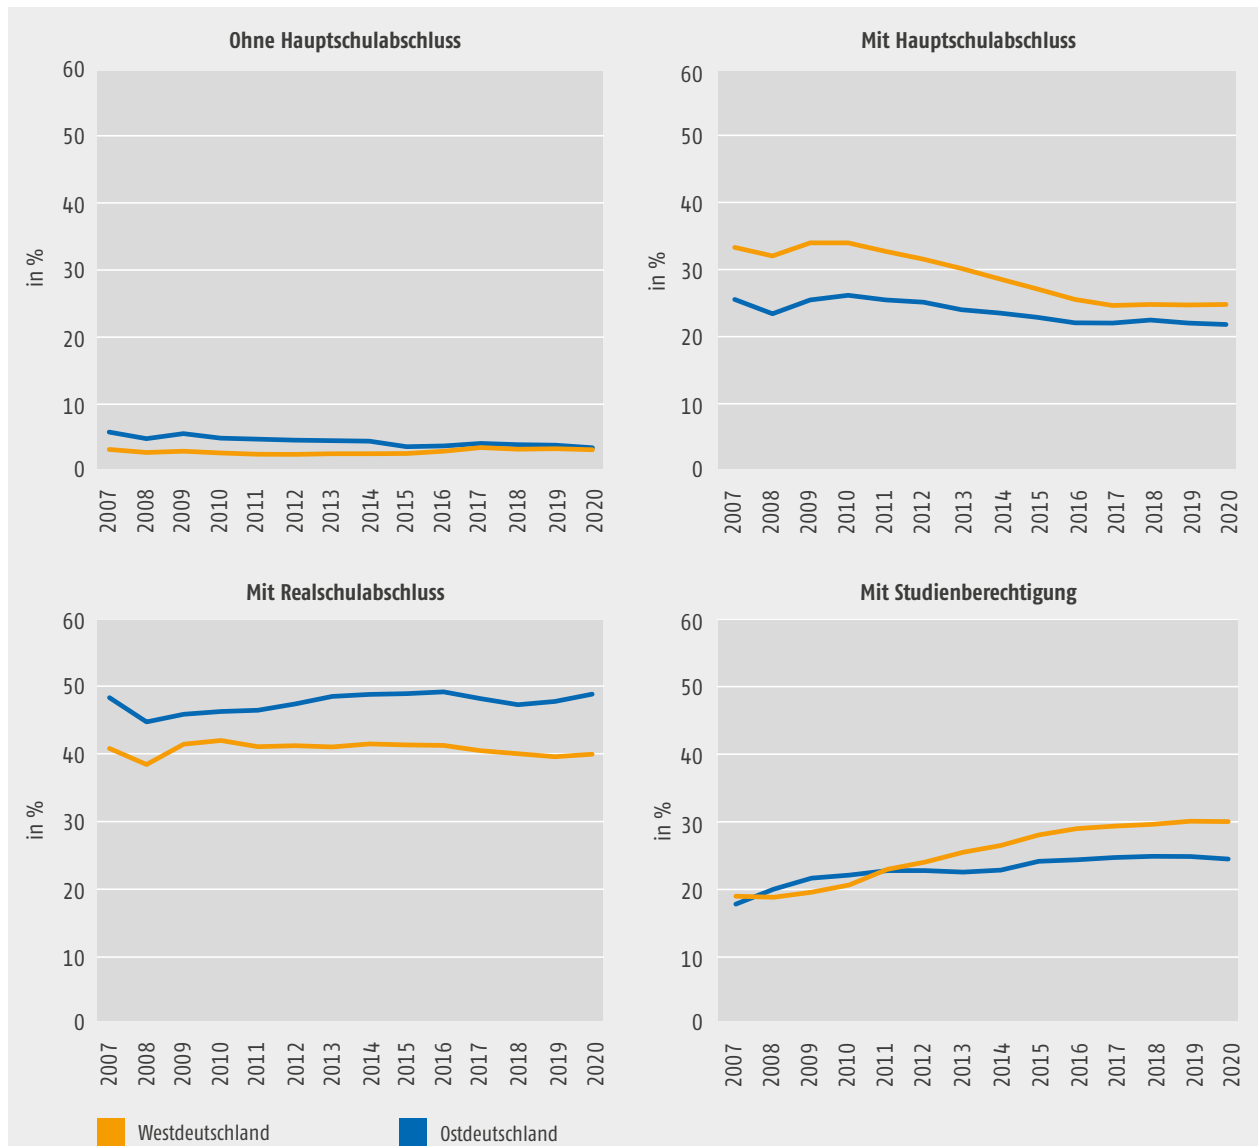 Ohne Hauptschulabschluss
60
50
40
30
20
10
0
in %
2007 2008 2009 2010 2011 2012 2013 2014 2015 2016 2017 2018 2019 2020
Mit Hauptschulabschluss
60
50
40
30
20
10
0
in %
2007 2008 2009 2010 2011 2012 2013 2014 2015 2016 2017 2018 2019 2020
Mit Realschulabschluss
60
50
40
30
20
10
0
in %
2007 2008 2009 2010 2011 2012 2013 2014 2015 2016 2017 2018 2019 2020
Mit Studienberechtigung
60
50
40
30
20
10
0
in %
2007 2008 2009 2010 2011 2012 2013 2014 2015 2016 2017 2018 2019 2020
Westdeutschland
Ostdeutschland